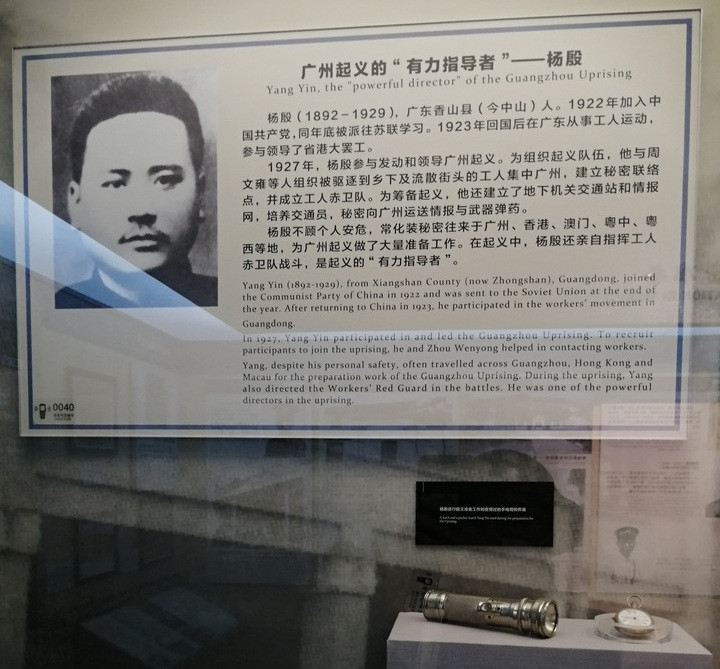 广州起义的“有力指导者”——杨殷
Yang Yin, the "powerful director" of the Guangzhou Uprising
杨殷（1892－1929），广东香山县（今中山）人。1922年加入中
国共产党，同年底被派往苏联学习。1923年回国后在广东从事工人运动，
参与领导了省港大罢工。
1927年，杨殷参与发动和领导广州起义。为组织起义队伍，他与周
文雍等人组织被驱逐到乡下及流散街头的工人集中广州，建立秘密联络
点，并成立工人赤卫队。为筹备起义，他还建立了地下机关交通站和情报
网，培养交通员，秘密向广州运送情报与武器弹药。
杨殷不顾个人安危，常化装秘密往来于广州、香港、澳门、粤中、粤
西等地，为广州起义做了大量准备工作。在起义中，杨殷还亲自指挥工人
赤卫队战斗，是起义的“有力指导者”。
Yang Yin (1892-1929), from Xiangshan County (now Zhongshan), Guangdong, joined
the Communist Party of China in 1922 and was sent to the Soviet Union at the end of
the year. After returning to China in 1923, he participated in the workers' movement in
Guangdong.
In 1927, Yang Yin participated in and led the Guangzhou Uprising. To recruit
participants to join the uprising, he and Zhou Wenyong helped in contacting workers.
Yang, despite his personal safety, often travelled across Guangzhou, Hong Kong and
Macau for the preparation work of the Guangzhou Uprising. During the uprising, Yang
also directed the Workers' Red Guard in the battles. He was one of the powerful
directors in the uprising.
0040